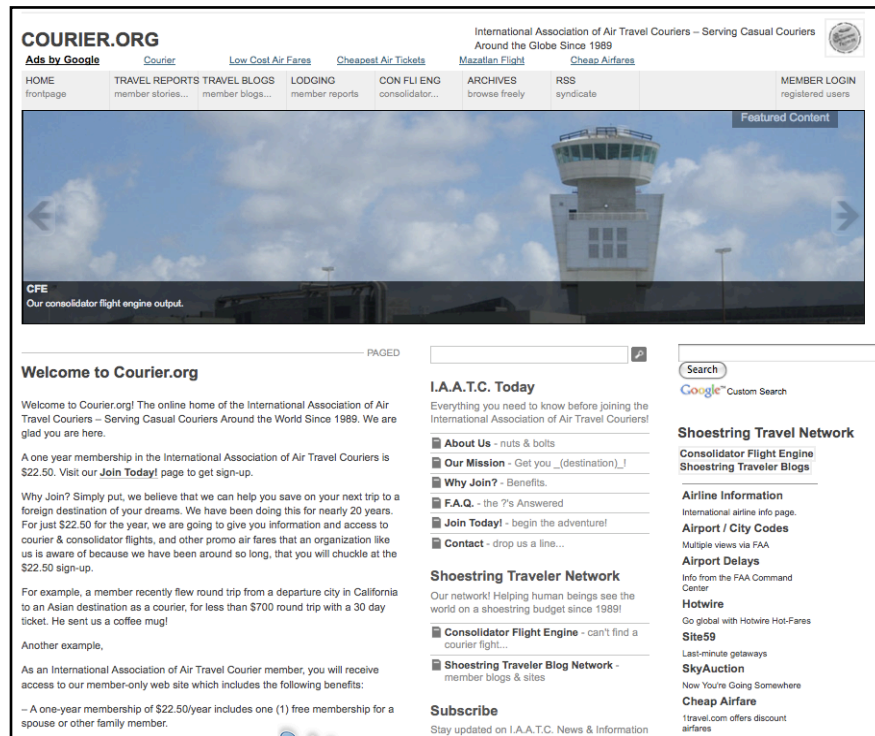 COURIER.ORG
International Association of Air Travel Couriers – Serving Casual Couriers
Around the Globe Since 1989
Ads by Google Courier Low Cost Air Fares Cheapest Air Tickets Mazatlan Flight Cheap Airfares
HOME TRAVEL REPORTS TRAVEL BLOGS LODGING CON FLI ENG ARCHIVES RSS MEMBER LOGIN
frontpage member stories... member blogs... member reports consolidator... browse freely syndicate registered users
Featured Content
CFE
Our consolidator flight engine output.
PAGED
Welcome to Courier.org
Welcome to Courier.org! The online home of the International Association of Air
Travel Couriers – Serving Casual Couriers Around the World Since 1989. We are
glad you are here.
A one year membership in the International Association of Air Travel Couriers is
$22.50. Visit our Join Today! page to get sign-up.
Why Join? Simply put, we believe that we can help you save on your next trip to a
foreign destination of your dreams. We have been doing this for nearly 20 years.
For just $22.50 for the year, we are going to give you information and access to
courier & consolidator flights, and other promo air fares that an organization like
us is aware of because we have been around so long, that you will chuckle at the
$22.50 sign-up.
For example, a member recently flew round trip from a departure city in California
to an Asian destination as a courier, for less than $700 round trip with a 30 day
ticket. He sent us a coffee mug!
Another example,
As an International Association of Air Travel Courier member, you will receive
access to our member-only web site which includes the following benefits:
– A one-year membership of $22.50/year includes one (1) free membership for a
spouse or other family member.
I.A.A.T.C. Today
Everything you need to know before joining the
International Association of Air Travel Couriers!
About Us - nuts & bolts
Our Mission - Get you _(destination)_!
Why Join? - Benefits.
F.A.Q. - the ?'s Answered
Join Today! - begin the adventure!
Contact - drop us a line...
Shoestring Traveler Network
Our network! Helping human beings see the
world on a shoestring budget since 1989!
Consolidator Flight Engine - can't find a
courier fight...
Shoestring Traveler Blog Network -
member blogs & sites
Subscribe
Stay updated on I.A.A.T.C. News & Information
Search
Google™ Custom Search
Shoestring Travel Network
Consolidator Flight Engine
Shoestring Traveler Blogs
Airline Information
International airline info page.
Airport / City Codes
Multiple views via FAA
Airport Delays
Info from the FAA Command
Center
Hotwire
Go global with Hotwire Hot-Fares
Site59
Last-minute getaways
SkyAuction
Now You're Going Somewhere
Cheap Airfare
1travel.com offers discount
airfares